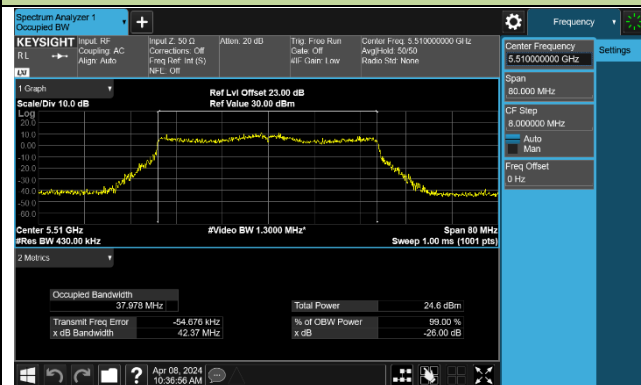 Spectrum Analyzer 1
Occupied BW
Frequency
KEYSIGHT
Input: RF
Coupling: AC
Align: Auto
Input Z: 50 Ω
Corrections: Off
Freq Ref: Int (S)
NFE: Off
Atten: 20 dB
Trig: Free Run
Gate: Off
#IF Gain: Low
Center Freq: 5.510000000 GHz
Avg|Hold: 50/50
Radio Std: None
RL
LXI
Center Frequency
5.510000000 GHz
Settings
Span
80.000 MHz
CF Step
8.000000 MHz
Auto
Man
Freq Offset
0 Hz
1 Graph
Scale/Div 10.0 dB
Ref Lvl Offset 23.00 dB
Ref Value 30.00 dBm
Log
20.0
10.0
0.00
-10.0
-20.0
-30.0
-40.0
-50.0
-60.0
Center 5.51 GHz
#Video BW 1.3000 MHz*
Span 80 MHz
#Res BW 430.00 kHz
Sweep 1.00 ms (1001 pts)
2 Metrics
Occupied Bandwidth
37.978 MHz
Total Power
24.6 dBm
Transmit Freq Error
-54.676 kHz
% of OBW Power
99.00 %
x dB Bandwidth
42.37 MHz
x dB
-26.00 dB
?
Apr 08, 2024
10:36:56 AM